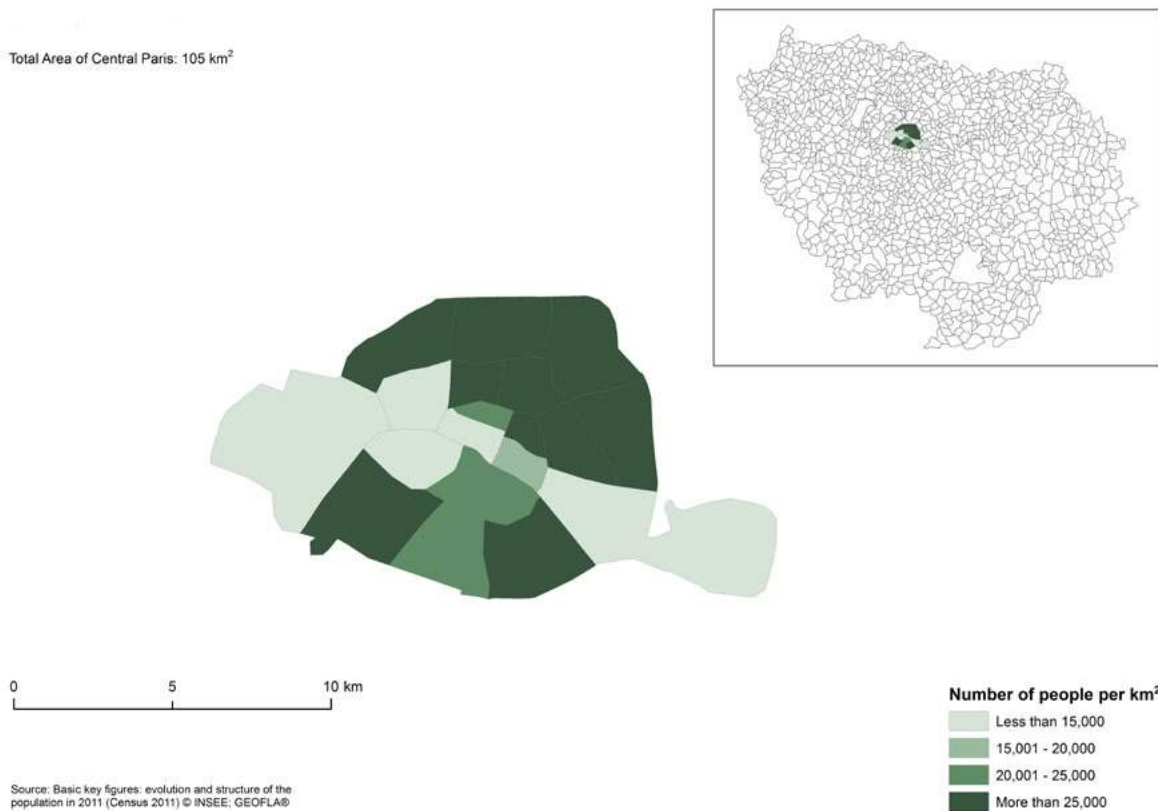 Total Area of Central Paris: 105 km²
0 5 10 km
Number of people per km²
Less than 15,000
15,001 - 20,000
20,001 - 25,000
More than 25,000
Source: Basic key figures: evolution and structure of the
population in 2011 (Census 2011) © INSEE; GEOFLA®